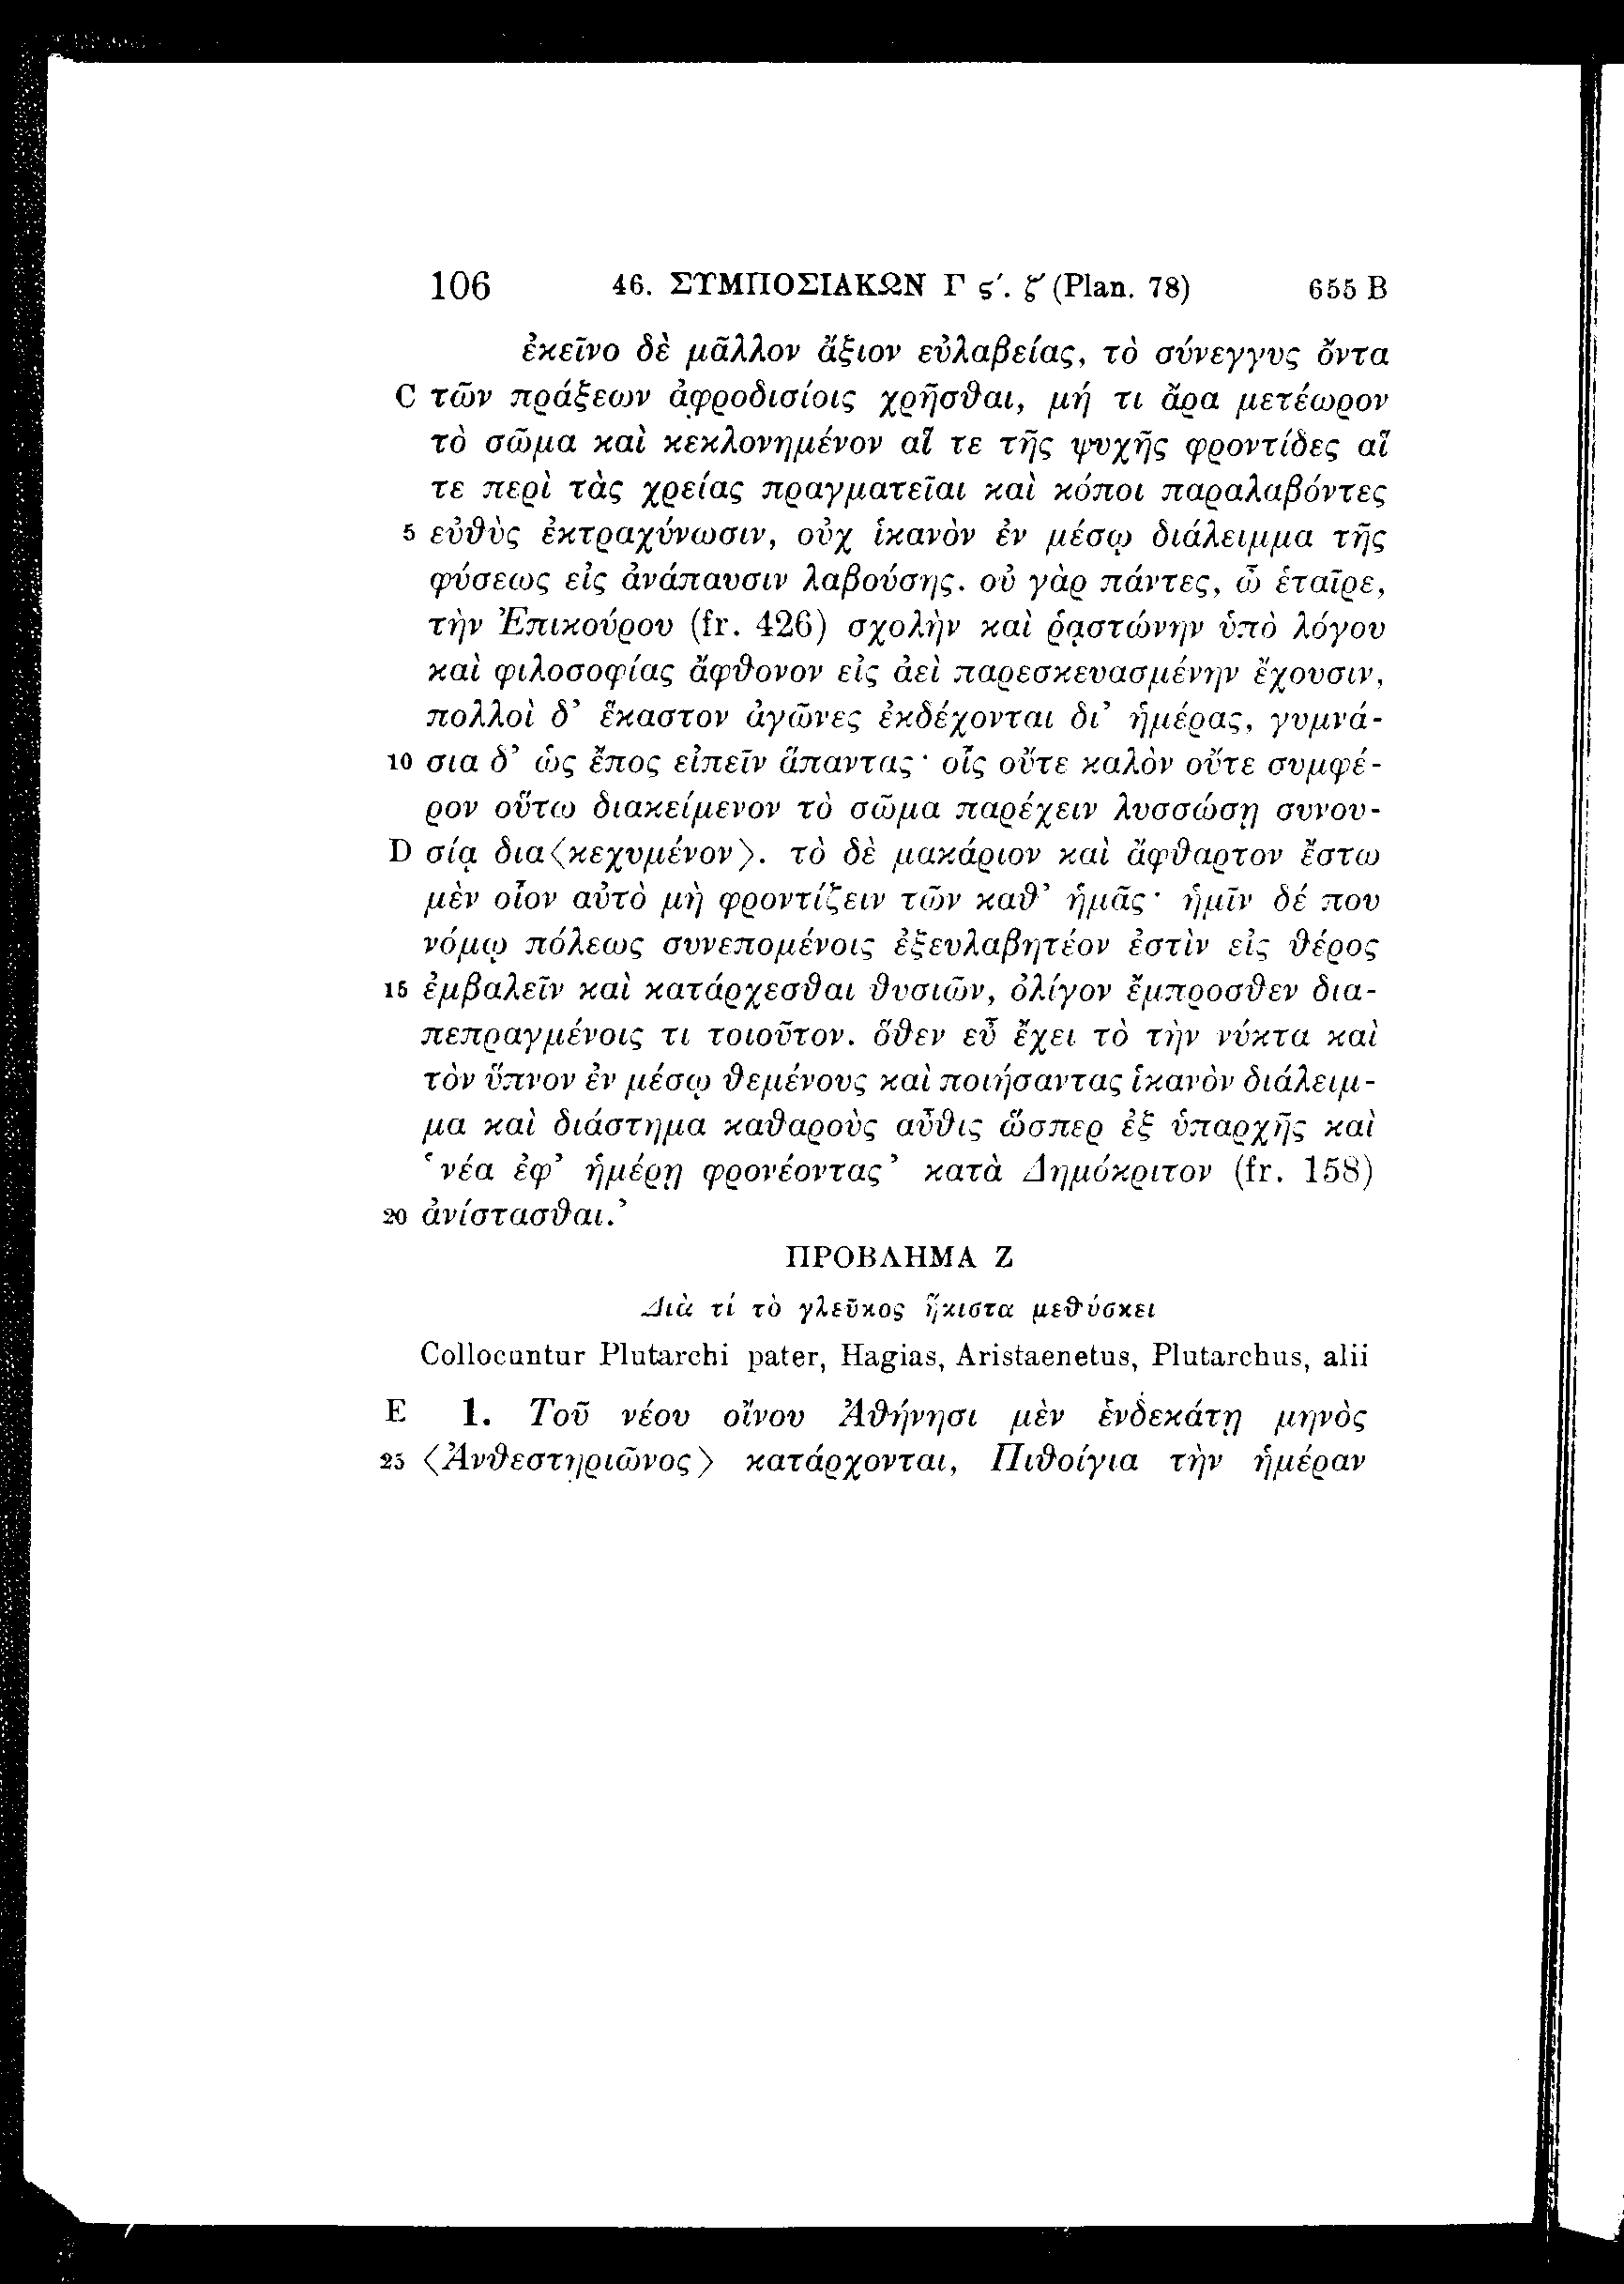 106 46. ΣΥΜΠΟΣΙΑΚΩΝ Γ ϛ′. ζ′ (Plan. 78) 655 B
ἐκεῖνο δὲ μᾶλλον ἄξιον εὐλαβείας, τὸ σύνεγγυς ὄντα
C τῶν πράξεων ἀφροδισίοις χρῆσθαι, μή τι ἄρα μετέωρον
τὸ σῶμα καὶ κεκλονημένον αἵ τε τῆς ψυχῆς φροντίδες αἵ
τε περὶ τὰς χρείας πραγματεῖαι καὶ κόποι παραλαβόντες
5 εὐθὺς ἐκτραχύνωσιν, οὐχ ἱκανὸν ἐν μέσῳ διάλειμμα τῆς
φύσεως εἰς ἀνάπαυσιν λαβούσης. οὐ γὰρ πάντες, ὦ ἑταῖρε,
τὴν Ἐπικούρου (fr. 426) σχολὴν καὶ ῥᾳστώνην ὑπὸ λόγου
καὶ φιλοσοφίας ἄφθονον εἰς ἀεὶ παρεσκευασμένην ἔχουσιν,
πολλοὶ δ’ ἕκαστον ἀγῶνες ἐκδέχονται δι’ ἡμέρας, γυμνά-
10 σια δ’ ὡς ἔπος εἰπεῖν ἅπαντας· οἷς οὔτε καλὸν οὔτε συμφέ-
ρον οὕτω διακείμενον τὸ σῶμα παρέχειν λυσσώσῃ συνου-
D σίᾳ δια⟨κεχυμένον⟩. τὸ δὲ μακάριον καὶ ἄφθαρτον ἔστω
μὲν οἷον αὐτὸ μὴ φροντίζειν τῶν καθ’ ἡμᾶς· ἡμῖν δέ που
νόμῳ πόλεως συνεπομένοις ἐξευλαβητέον ἐστὶν εἰς θέρος
15 ἐμβαλεῖν καὶ κατάρχεσθαι θυσιῶν, ὀλίγον ἔμπροσθεν δια-
πεπραγμένοις τι τοιοῦτον. ὅθεν εὖ ἔχει τὸ τὴν νύκτα καὶ
τὸν ὕπνον ἐν μέσῳ θεμένους καὶ ποιήσαντας ἱκανὸν διάλειμ-
μα καὶ διάστημα καθαροὺς αὖθις ὥσπερ ἐξ ὑπαρχῆς καὶ
‘νέα ἐφ’ ἡμέρῃ φρονέοντας’ κατὰ Δημόκριτον (fr. 158)
20 ἀνίστασθαι.’
ΠΡΟΒΛΗΜΑ Ζ
Διὰ τί τὸ γλεῦκος ἥκιστα μεθύσκει
Collocuntur Plutarchi pater, Hagias, Aristaenetus, Plutarchus, alii
E 1. Τοῦ νέου οἴνου Ἀθήνησι μὲν ἑνδεκάτῃ μηνὸς
25 ⟨Ἀνθεστηριῶνος⟩ κατάρχονται, Πιθοίγια τὴν ἡμέραν